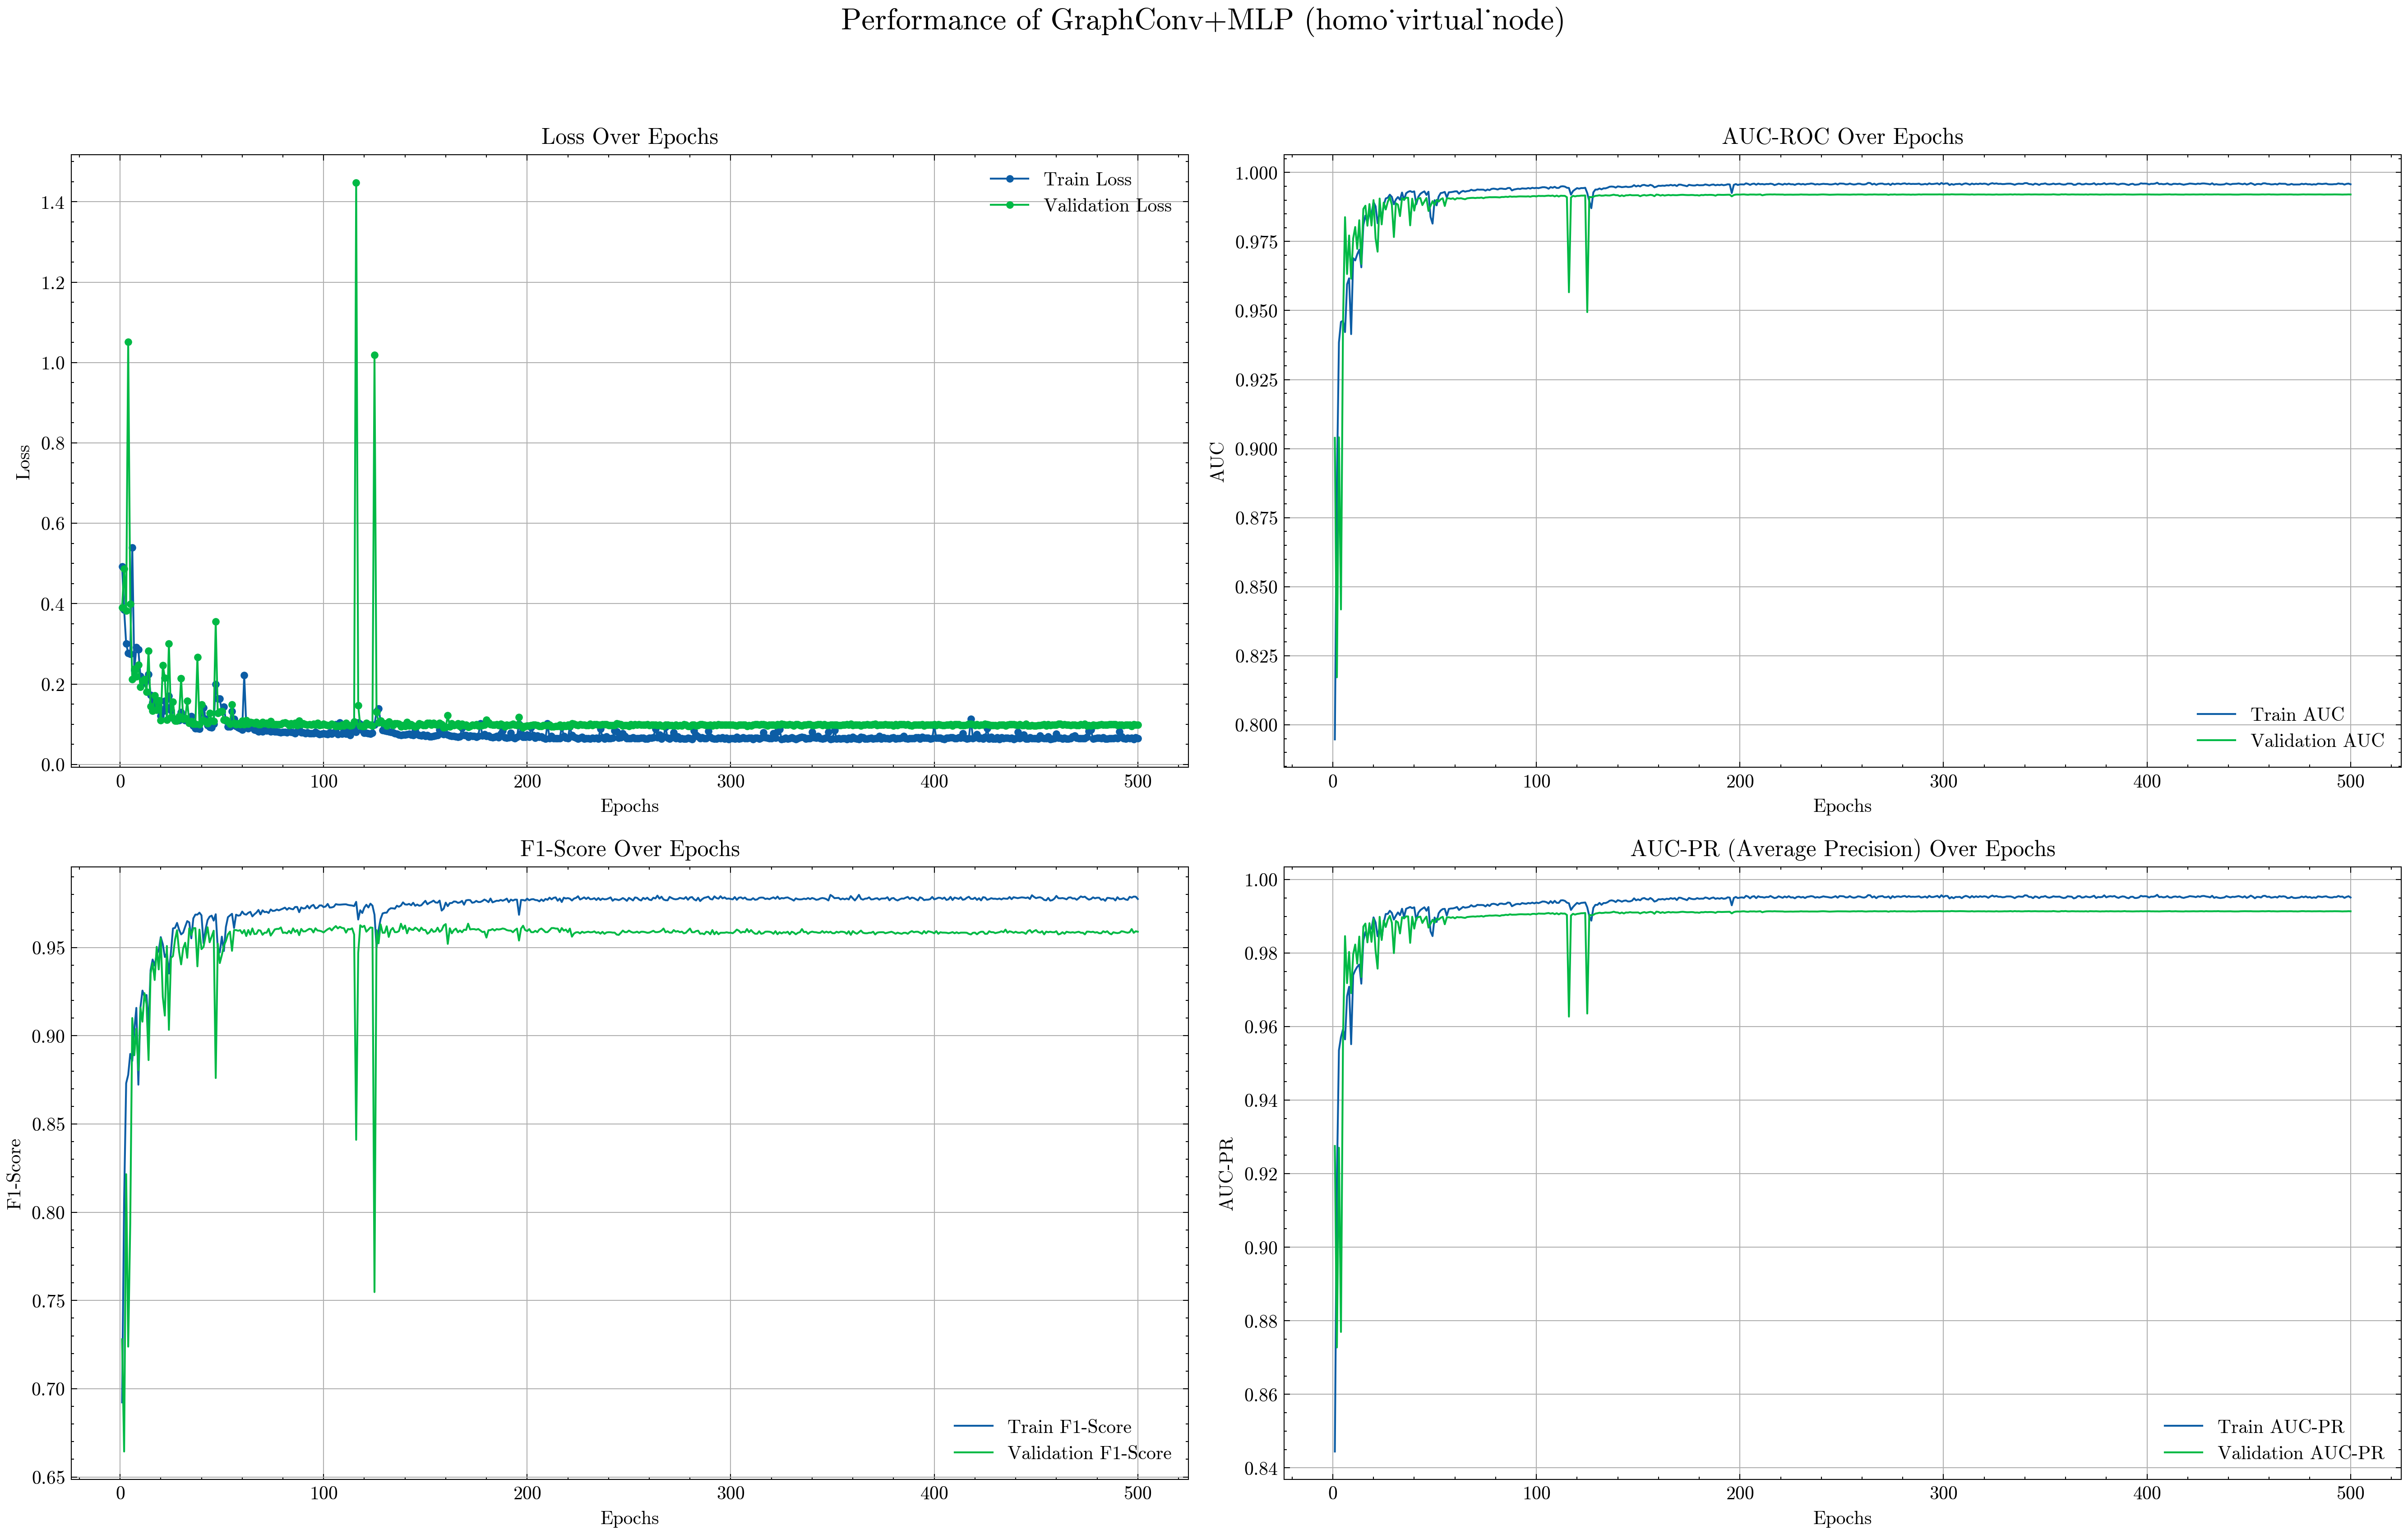 Performance of GraphConv+MLP (homo˙virtual˙node)
Loss Over Epochs
Train Loss
Validation Loss
Loss
1.4
1.2
1.0
0.8
0.6
0.4
0.2
0.0
0 100 200 300 400 500
Epochs
AUC-ROC Over Epochs
AUC
1.000
0.975
0.950
0.925
0.900
0.875
0.850
0.825
0.800
Train AUC
Validation AUC
0 100 200 300 400 500
Epochs
F1-Score Over Epochs
F1-Score
0.95
0.90
0.85
0.80
0.75
0.70
0.65
Train F1-Score
Validation F1-Score
0 100 200 300 400 500
Epochs
AUC-PR (Average Precision) Over Epochs
AUC-PR
1.00
0.98
0.96
0.94
0.92
0.90
0.88
0.86
0.84
Train AUC-PR
Validation AUC-PR
0 100 200 300 400 500
Epochs